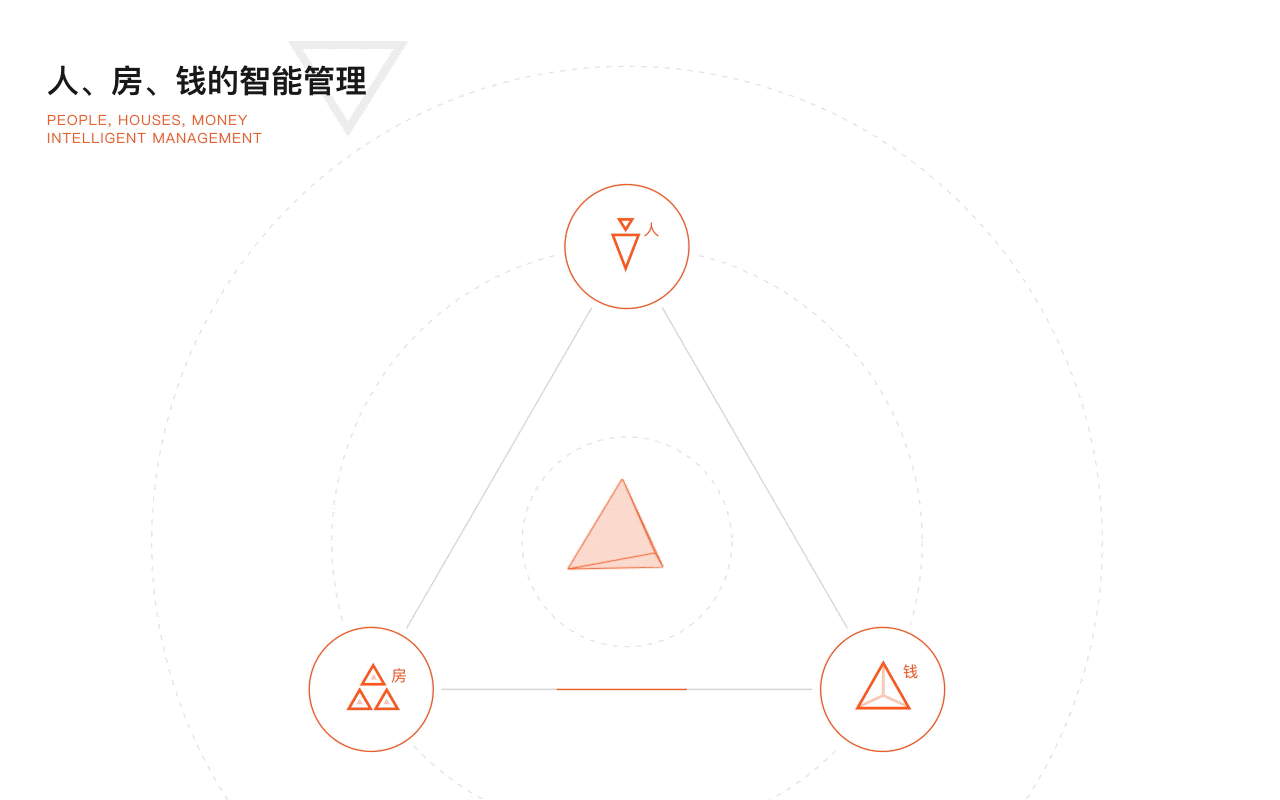 人、房、钱的智能管理
PEOPLE, HOUSES, MONEY
INTELLIGENT MANAGEMENT
人
房
钱